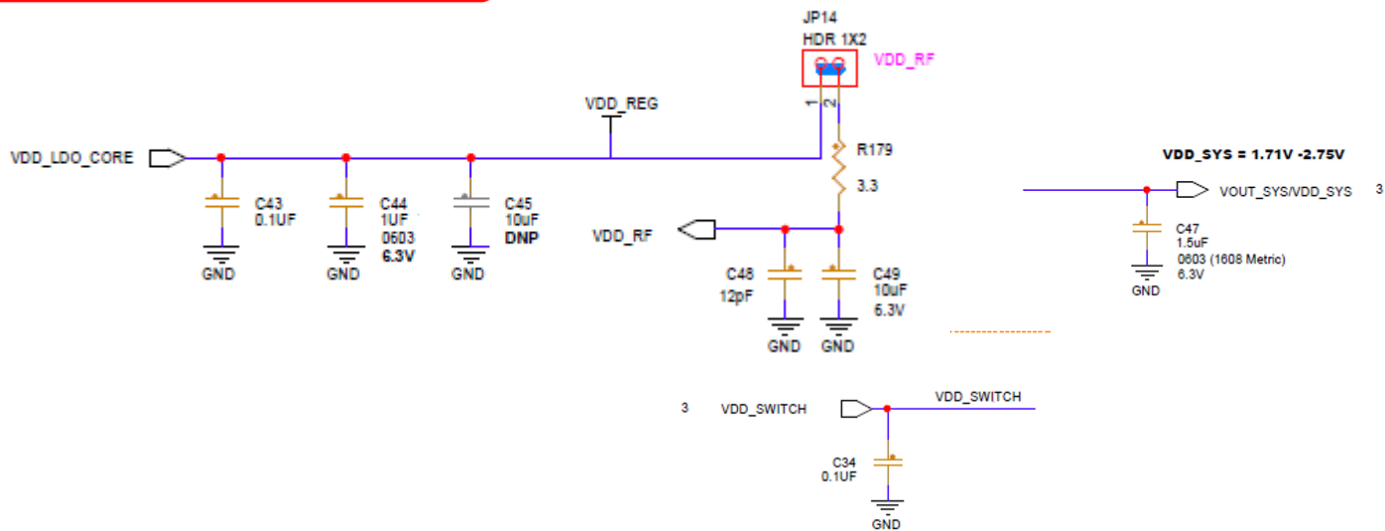 JP14
HDR 1X2
VDD_RF
1
2
VDD_REG
VDD_LDO_CORE
R179
3.3
VDD_SYS = 1.71V -2.75V
VOUT_SYS/VDD_SYS 3
C43
0.1UF
GND
C44
1UF
0603
6.3V
GND
C45
10uF
DNP
GND
VDD_RF
C48
12pF
GND
C49
10uF
6.3V
GND
C47
1.5uF
0603 (1608 Metric)
6.3V
GND
3 VDD_SWITCH
VDD_SWITCH
C34
0.1UF
GND